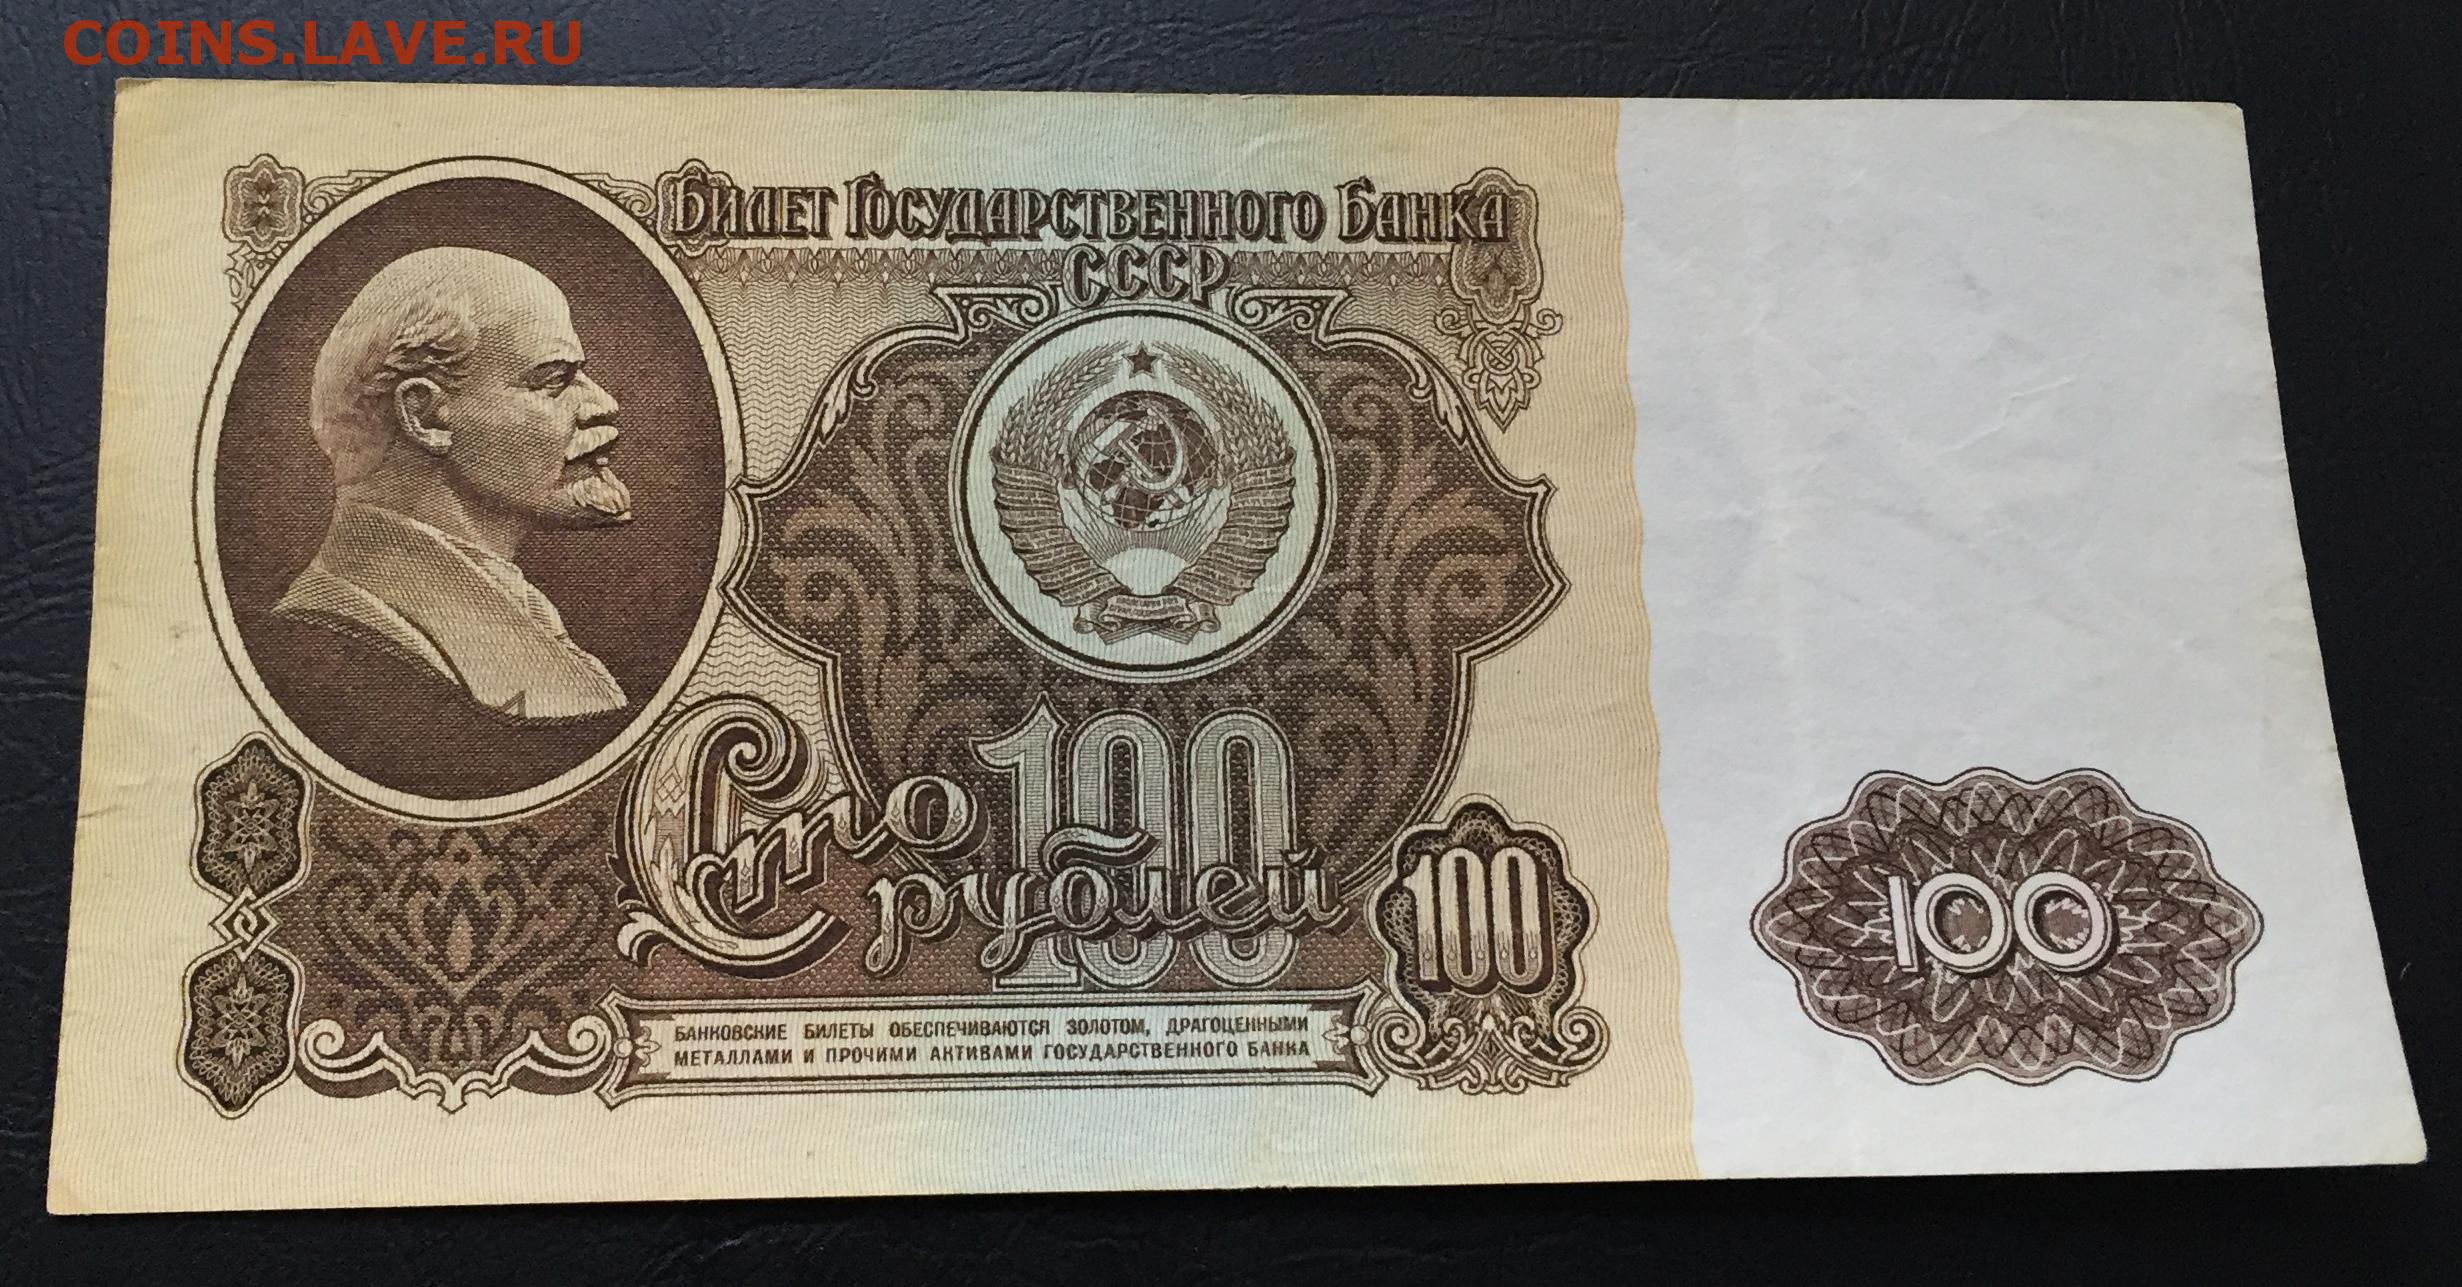 COINS.LAVE.RU
Билет Государственного Банка
СССР
100
Сто
рублей
100
100
БАНКОВСКИЕ БИЛЕТЫ ОБЕСПЕЧИВАЮТСЯ ЗОЛОТОМ, ДРАГОЦЕННЫМИ
МЕТАЛЛАМИ И ПРОЧИМИ АКТИВАМИ ГОСУДАРСТВЕННОГО БАНКА